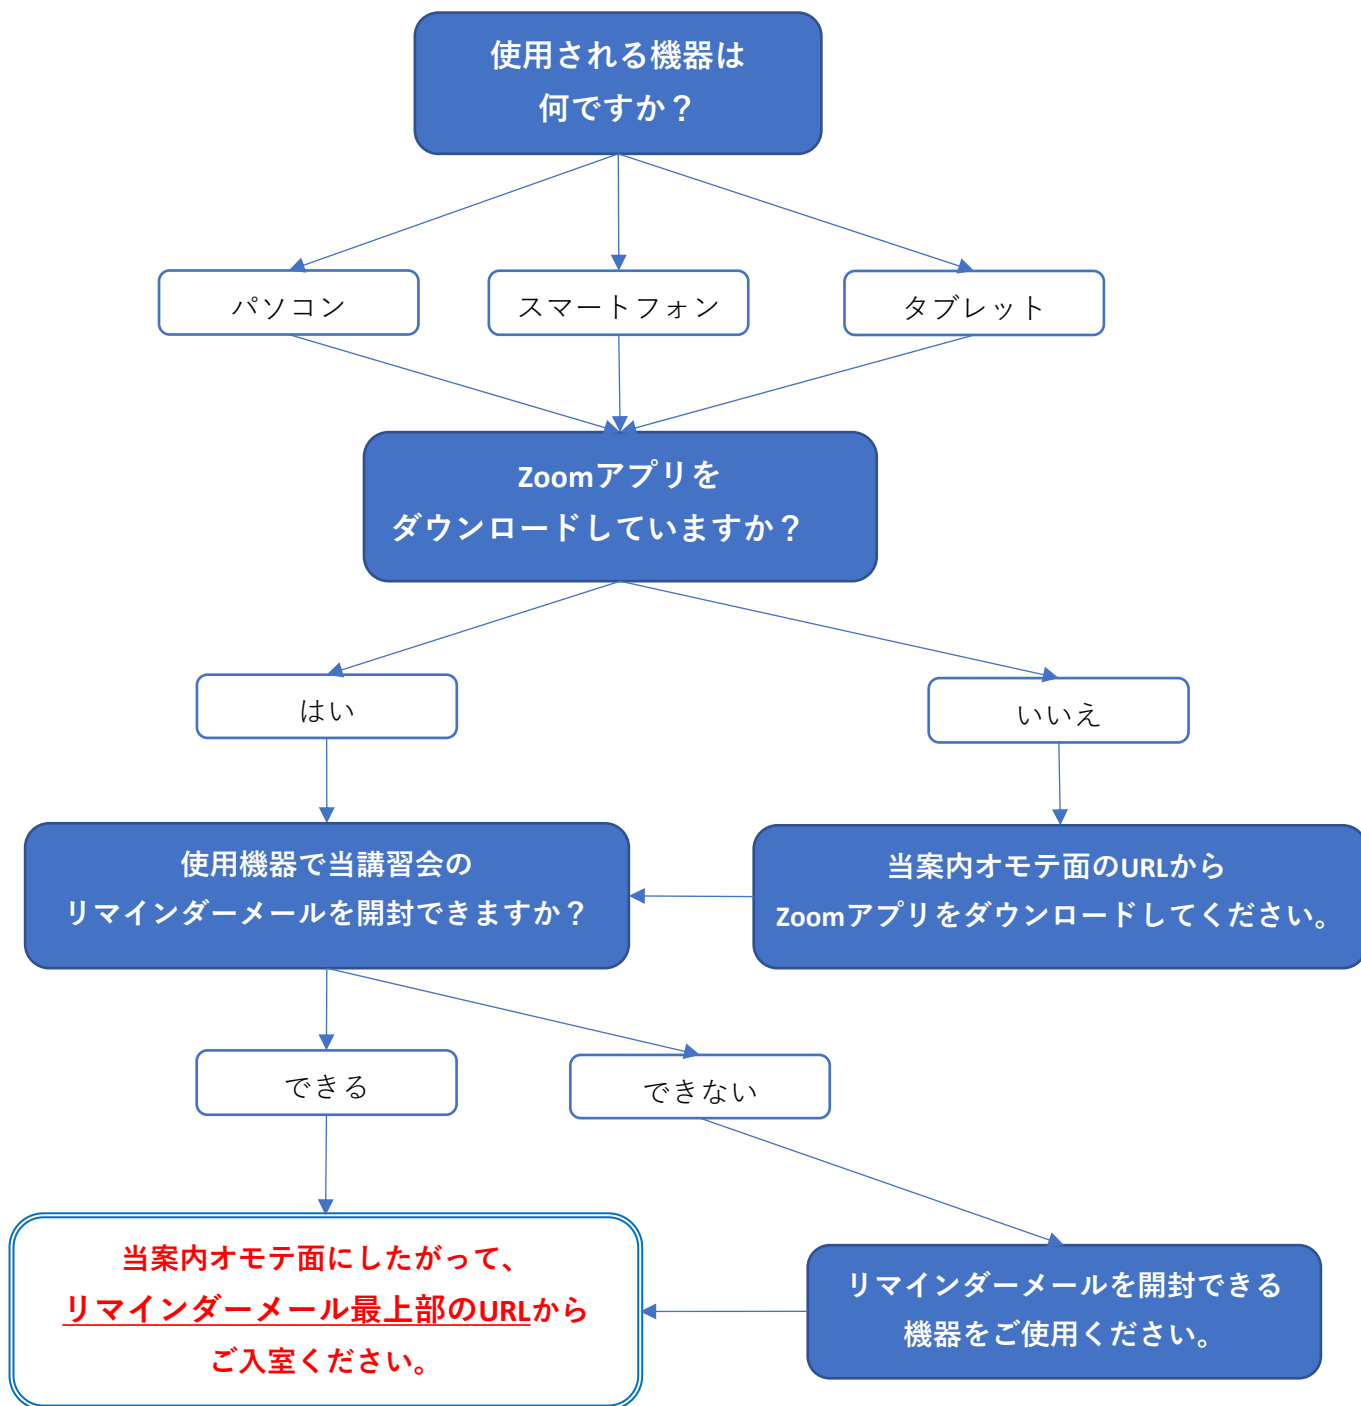 使用される機器は
何ですか？
パソコン
スマートフォン
タブレット
Zoomアプリを
ダウンロードしていますか？
はい
いいえ
使用機器で当講習会の
リマインダーメールを開封できますか？
当案内オモテ面のURLから
Zoomアプリをダウンロードしてください。
できる
できない
当案内オモテ面にしたがって、
リマインダーメール最上部のURLから
ご入室ください。
リマインダーメールを開封できる
機器をご使用ください。